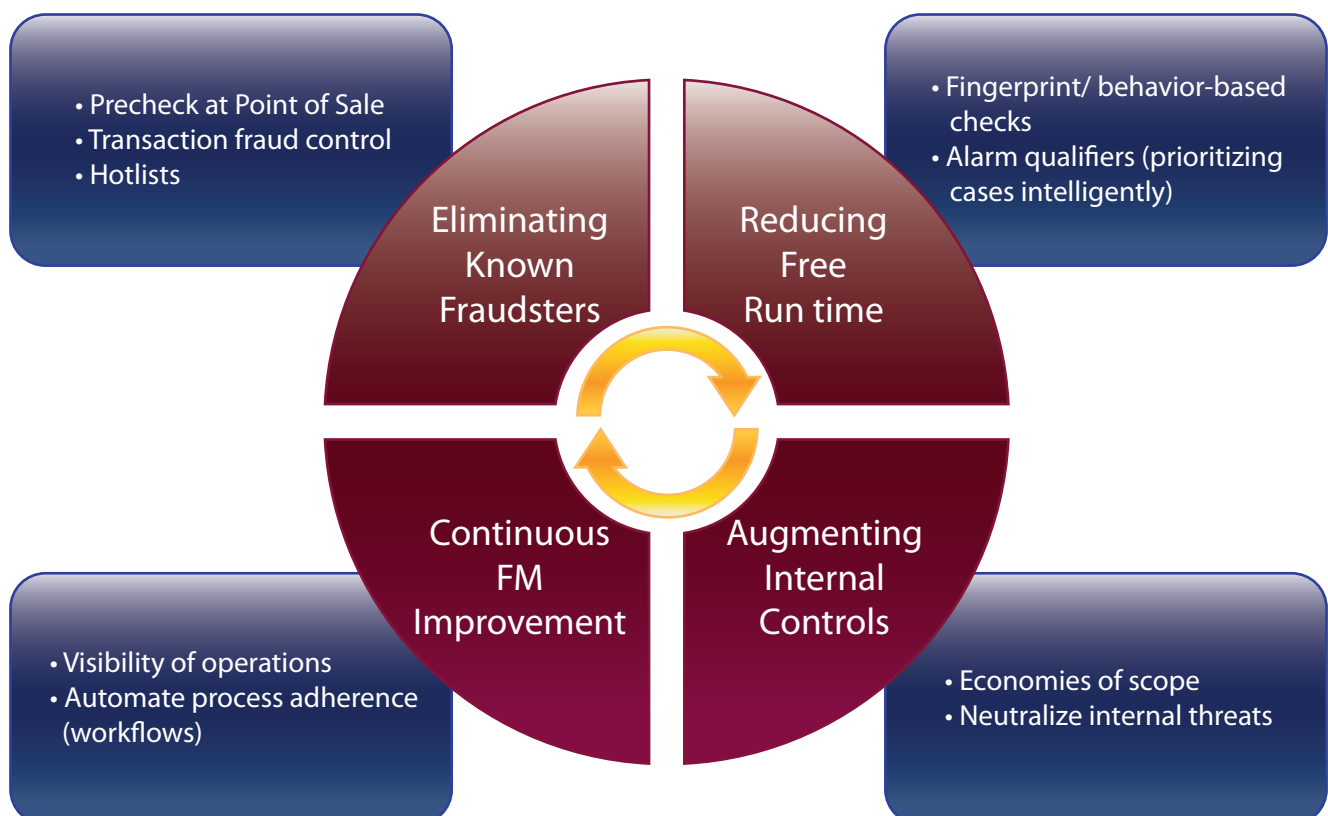 • Precheck at Point of Sale
• Transaction fraud control
• Hotlists
• Fingerprint/ behavior-based
checks
• Alarm qualifiers (prioritizing
cases intelligently)
Eliminating
Known
Fraudsters
Reducing
Free
Run time
Continuous
FM
Improvement
Augmenting
Internal
Controls
• Visibility of operations
• Automate process adherence
(workflows)
• Economies of scope
• Neutralize internal threats